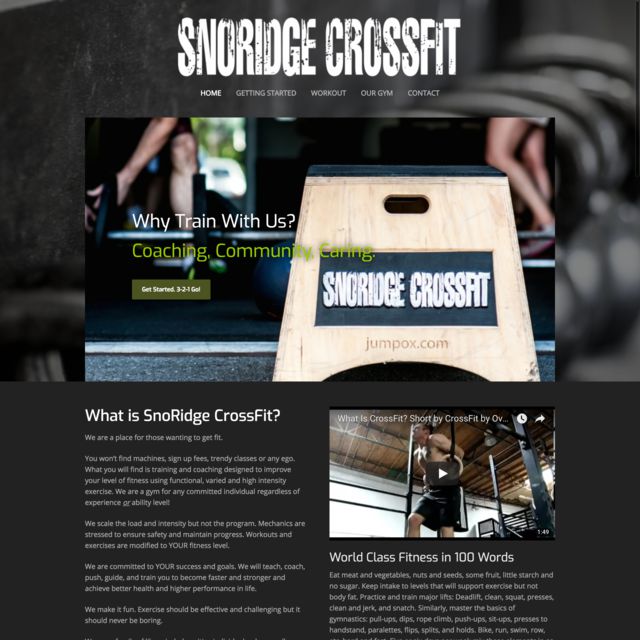 SNORIDGE CROSSFIT
HOME GETTING STARTED WORKOUT OUR GYM CONTACT
Why Train With Us?
Coaching, Community, Caring.
Get Started. 3-2-1 Go!
SNORIDGE CROSSFIT
jumpox.com
What is SnoRidge CrossFit?
We are a place for those wanting to get fit.
You won't find machines, sign up fees, trendy classes or any ego.
What you will find is training and coaching designed to improve
your level of fitness using functional, varied and high intensity
exercise. We are a gym for any committed individual regardless of
experience or ability level!
We scale the load and intensity but not the program. Mechanics are
stressed to ensure safety and maintain progress. Workouts and
exercises are modified to YOUR fitness level.
We are committed to YOUR success and goals. We will teach, coach,
push, guide, and train you to become faster and stronger and
achieve better health and higher performance in life.
We make it fun. Exercise should be effective and challenging but it
should never be boring.
What Is CrossFit? Short by CrossFit by Ov...
1:49
World Class Fitness in 100 Words
Eat meat and vegetables, nuts and seeds, some fruit, little starch and
no sugar. Keep intake to levels that will support exercise but not
body fat. Practice and train major lifts: Deadlift, clean, squat, presses,
clean and jerk, and snatch. Similarly, master the basics of
gymnastics: pull-ups, dips, rope climb, push-ups, sit-ups, presses to
handstand, paralettes, flips, splits, and holds. Bike, run, swim, row,